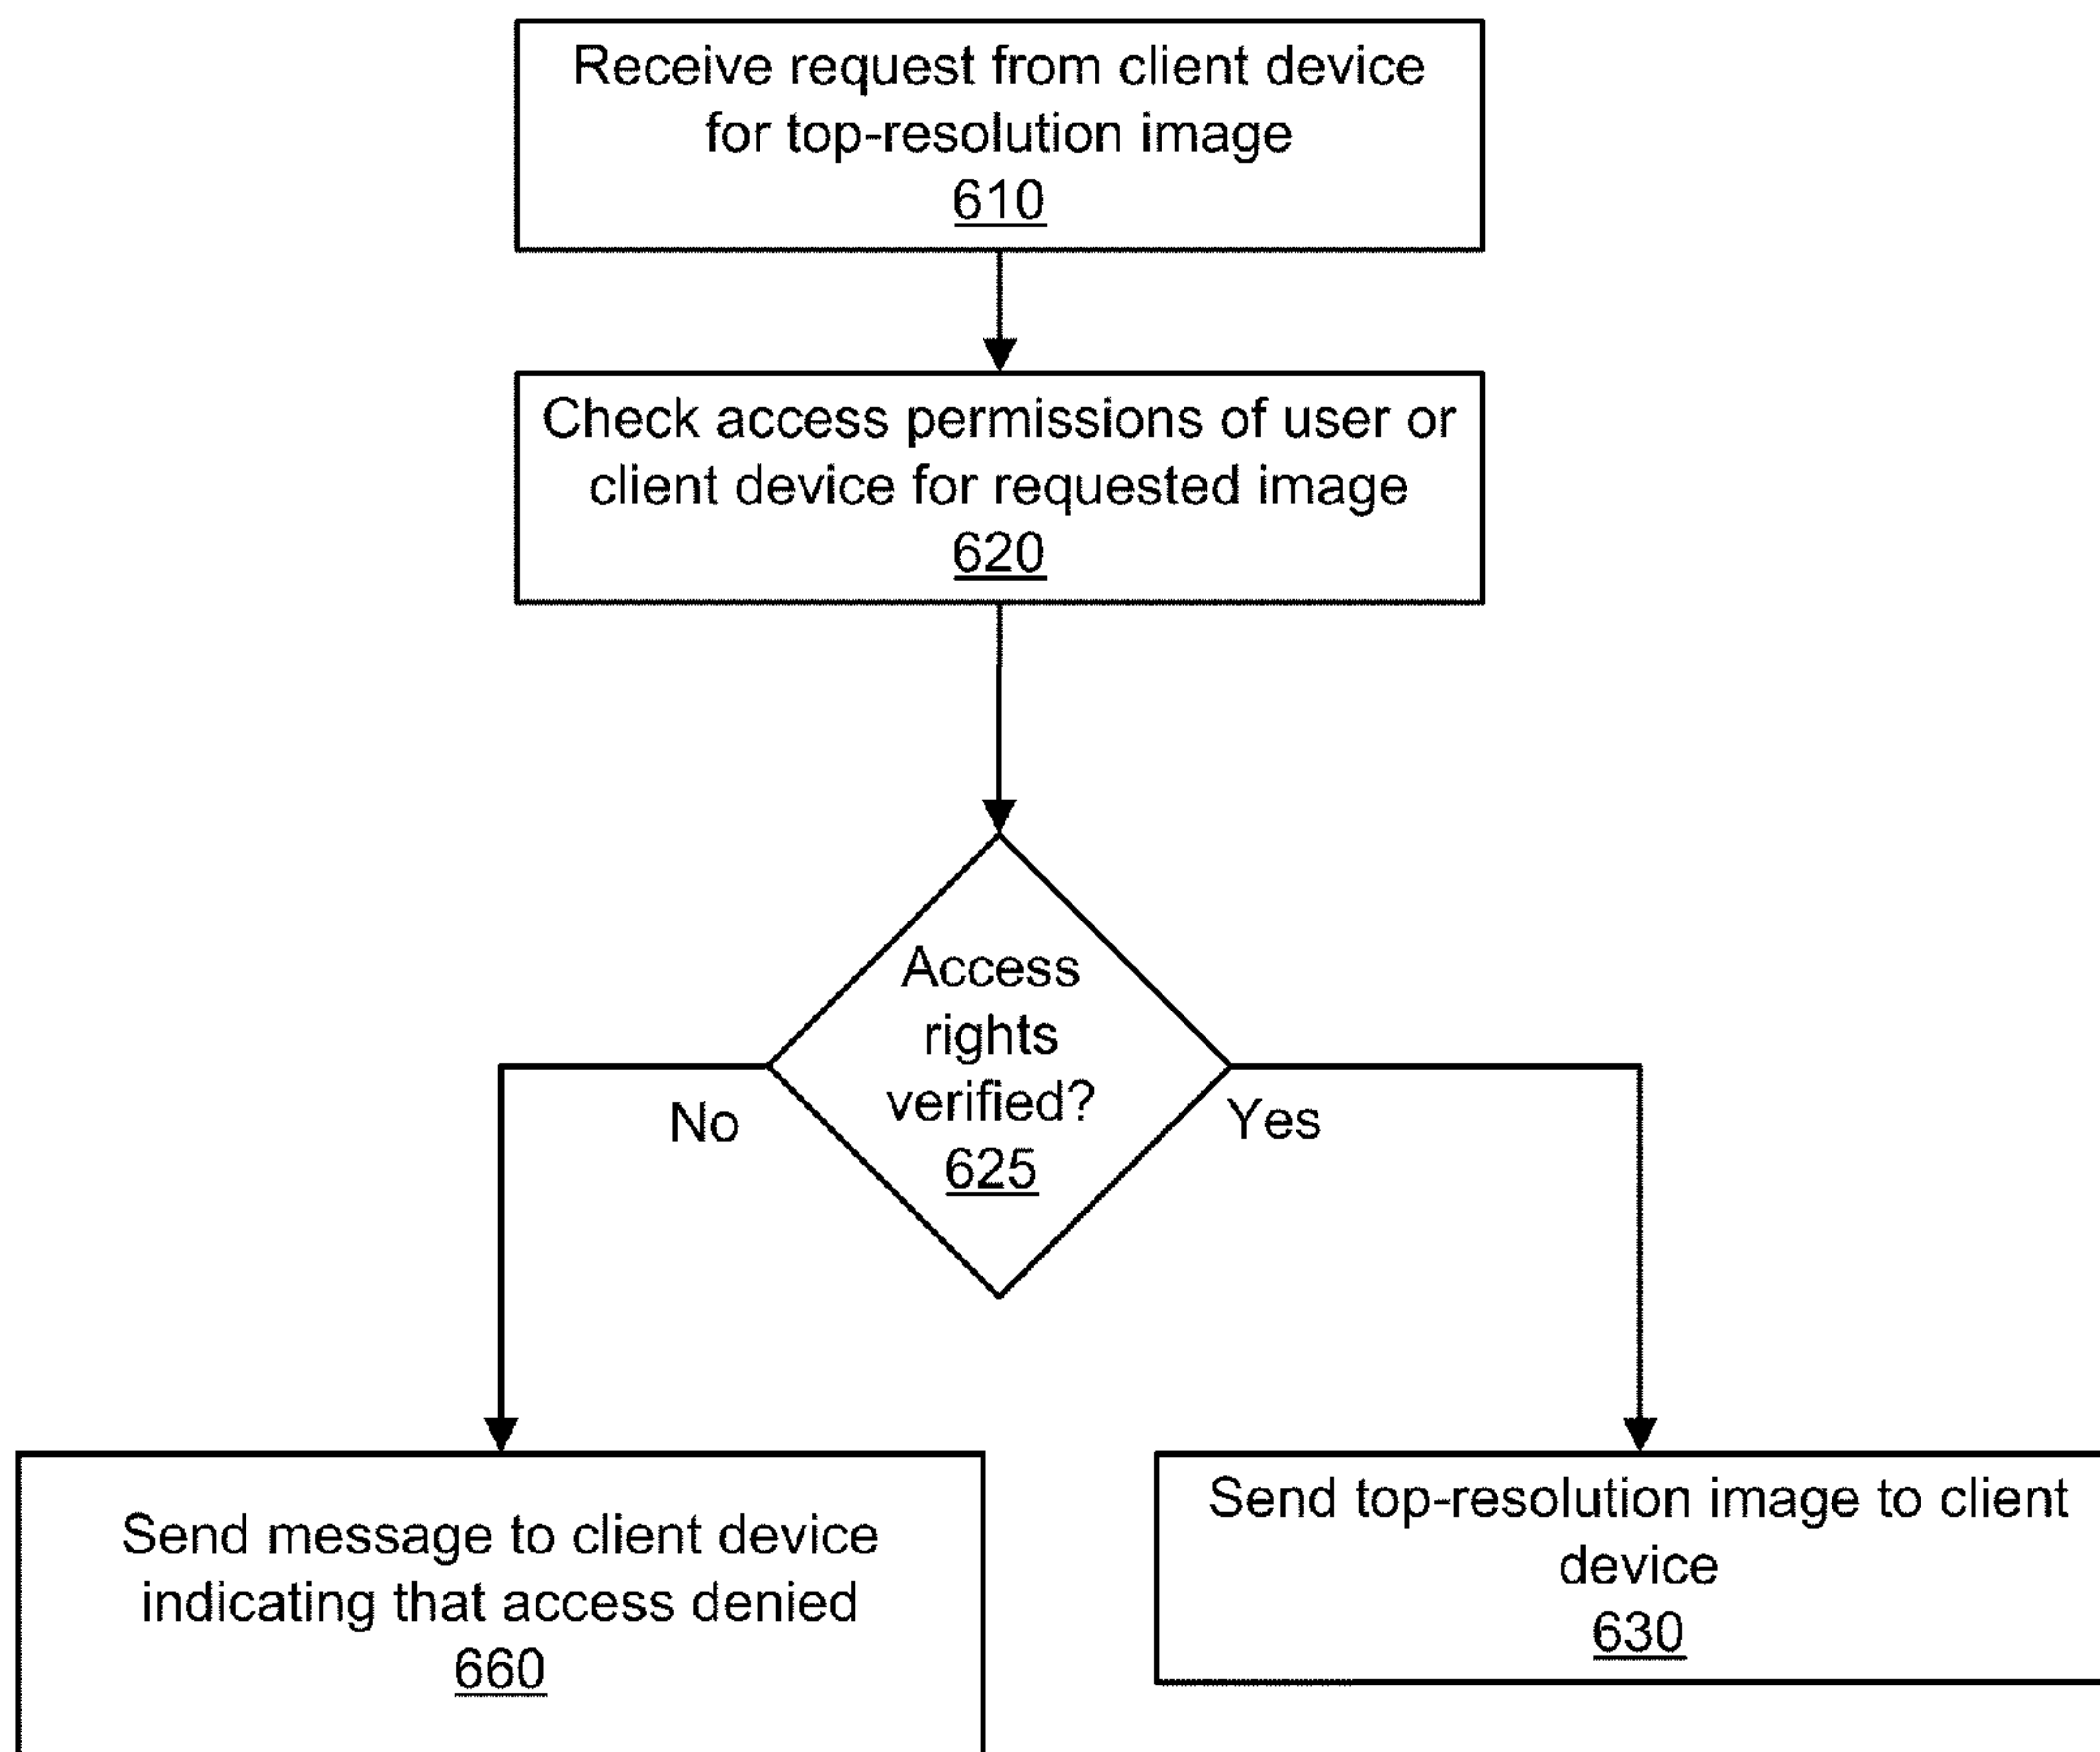 Receive request from client device
for top-resolution image
610
Check access permissions of user or
client device for requested image
620
Access
rights
verified?
625
No
Yes
Send message to client device
indicating that access denied
660
Send top-resolution image to client
device
630